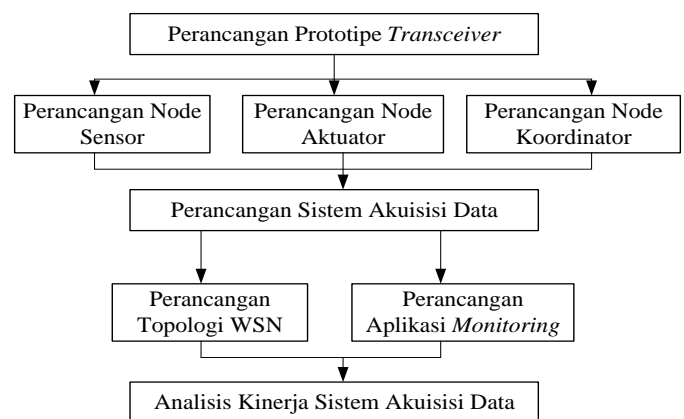 Perancangan Prototipe Transceiver
Perancangan Node
Sensor
Perancangan Node
Aktuator
Perancangan Node
Koordinator
Perancangan Sistem Akuisisi Data
Perancangan
Topologi WSN
Perancangan
Aplikasi Monitoring
Analisis Kinerja Sistem Akuisisi Data